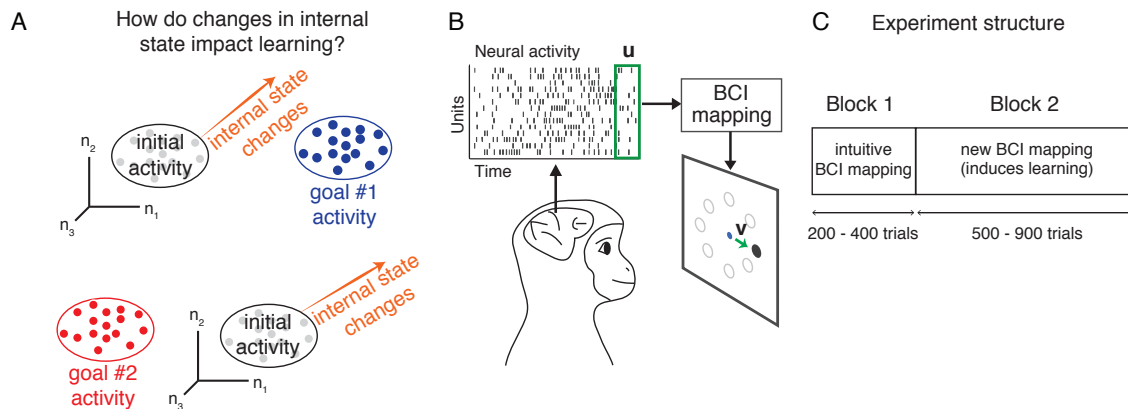 A
How do changes in internal
state impact learning?
internal state
changes
initial
activity
n2
n1
n3
goal #1
activity
internal state
changes
initial
activity
n2
n1
n3
goal #2
activity
B
Neural activity
u
Units
Time
BCI
mapping
v
C
Experiment structure
Block 1
Block 2
intuitive
BCI mapping
new BCI mapping
(induces learning)
200 - 400 trials
500 - 900 trials